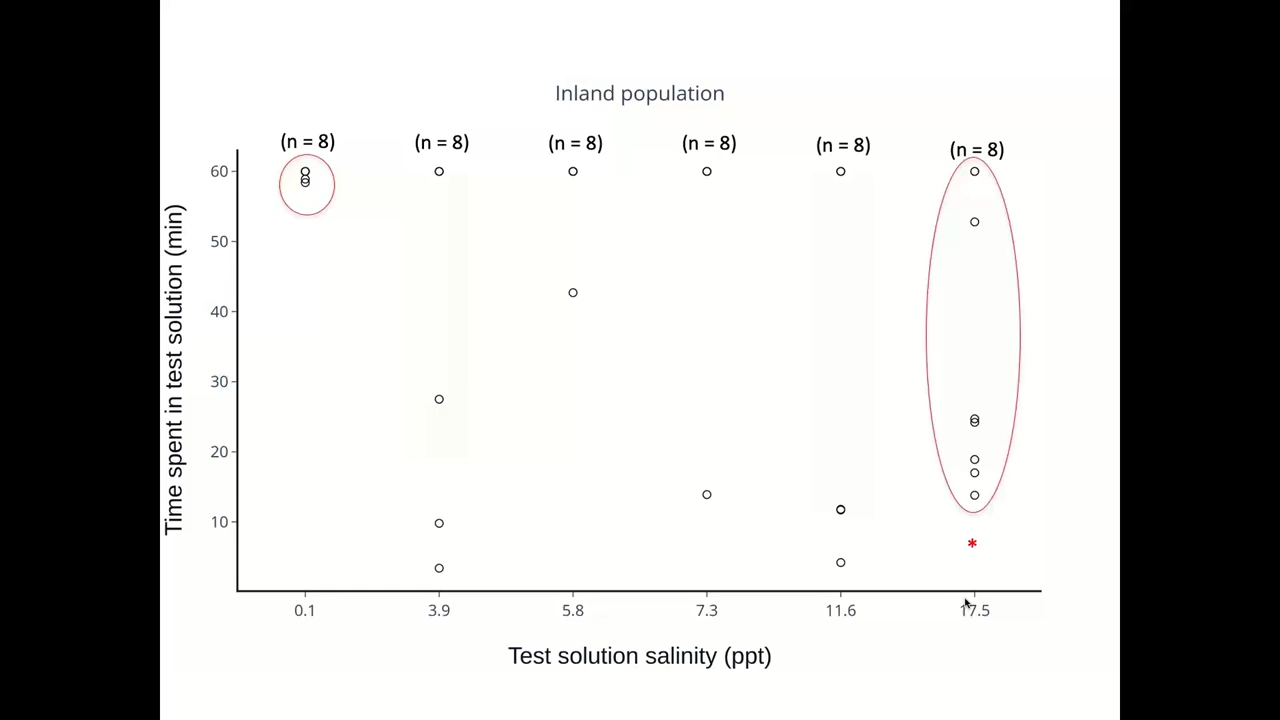 Inland population
(n = 8) (n = 8) (n = 8) (n = 8) (n = 8) (n = 8)
60
50
40
30
20
10
Time spent in test solution (min)
*
0.1 3.9 5.8 7.3 11.6 17.5
Test solution salinity (ppt)